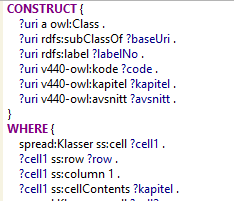 CONSTRUCT {
?uri a owl:Class .
?uri rdfs:subClassOf ?baseUri .
?uri rdfs:label ?labelNo .
?uri v440-owl:kode ?code .
?uri v440-owl:kapitel ?kapitel .
?uri v440-owl:avsnitt ?avsnitt .
}
WHERE {
spread:Klasser ss:cell ?cell1 .
?cell1 ss:row ?row .
?cell1 ss:column 1 .
?cell1 ss:cellContents ?kapitel .